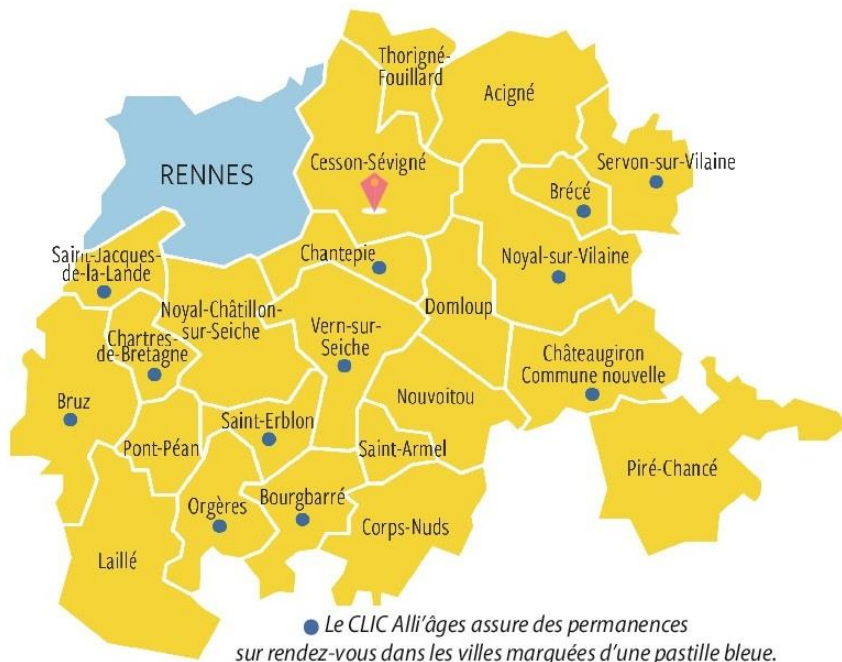 Thorigné-
Fouillard
Acigné
Cesson-Sévigné
Servon-sur-Vilaine
RENNES
Brécé
Saint-Jacques-
de-la-Lande
Chantepie
Noyal-sur-Vilaine
Noyal-Châtillon-
sur-Seiche
Domloup
Chartres-
de-Bretagne
Vern-sur-
Seiche
Châteaugiron
Commune nouvelle
Bruz
Nouvoitou
Saint-Erblon
Pont-Péan
Saint-Armel
Piré-Chancé
Orgères
Bourgbarré
Corps-Nuds
Laillé
Le CLIC Alli’âges assure des permanences
sur rendez-vous dans les villes marquées d’une pastille bleue.